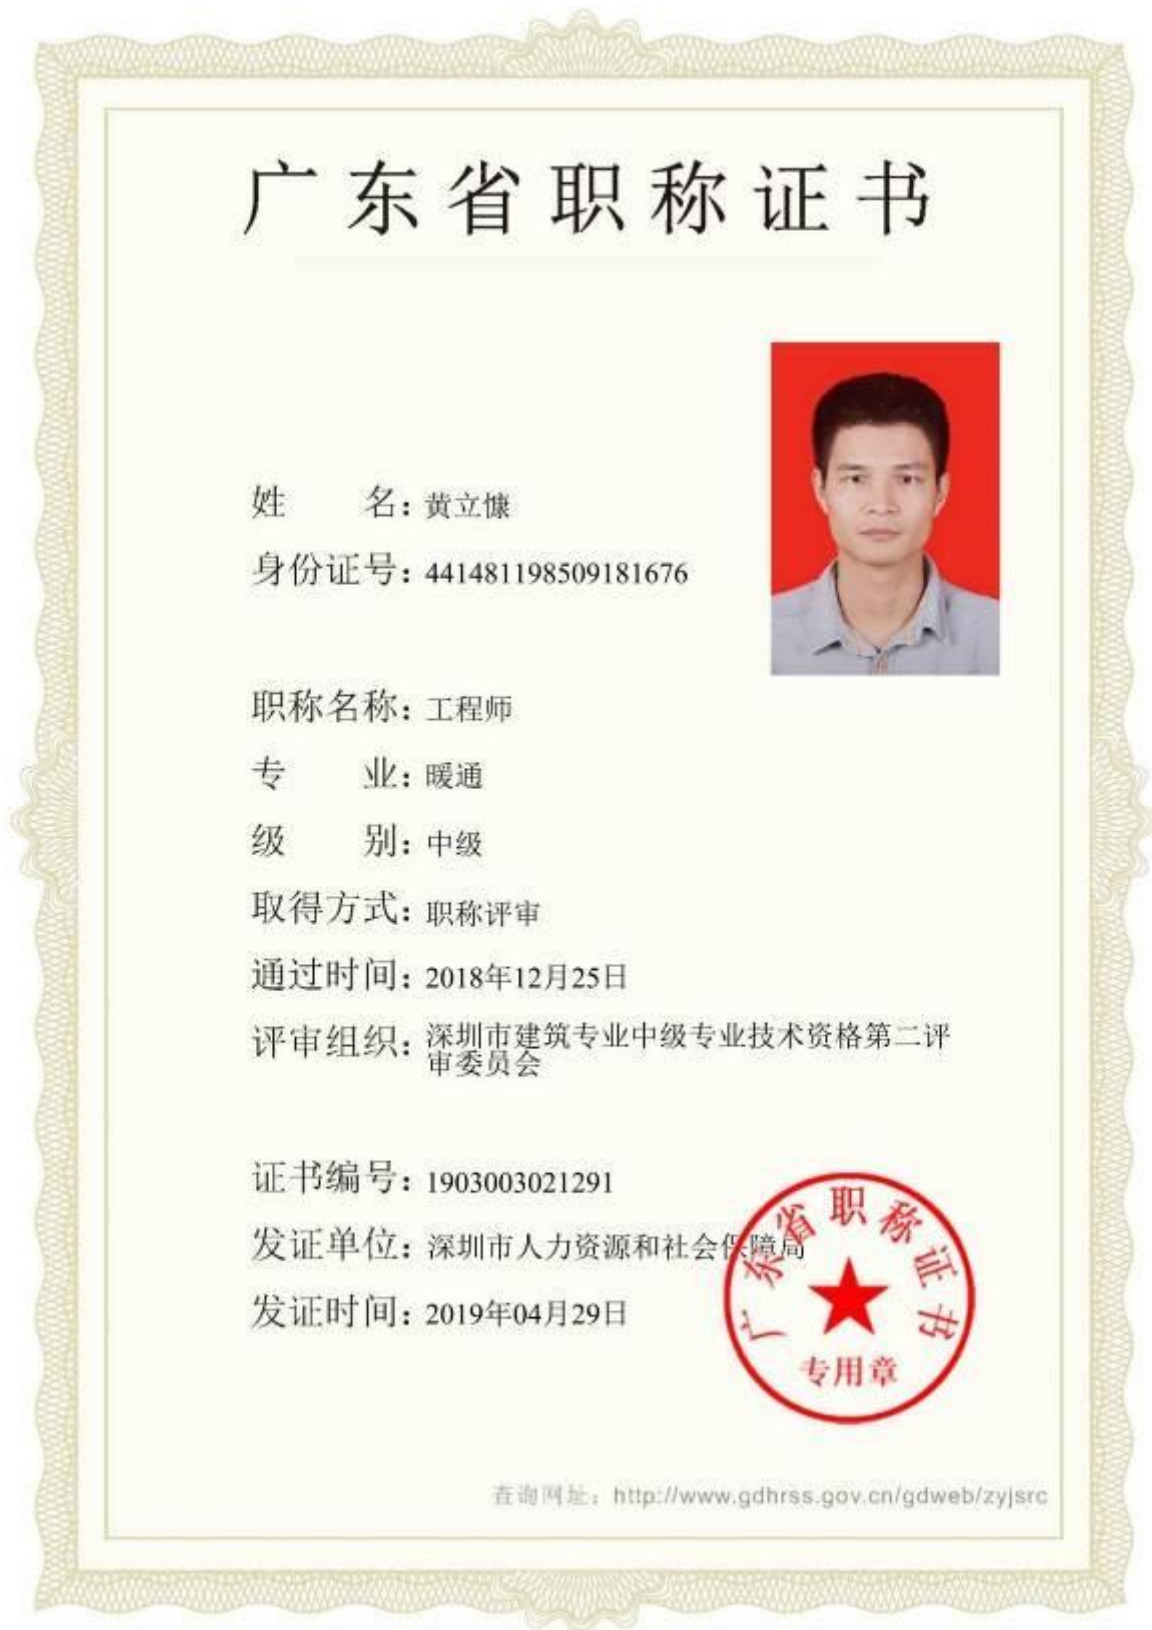 广东省职称证书
姓 名：黄立慷
身份证号：441481198509181676
职称名称：工程师
专 业：暖通
级 别：中级
取得方式：职称评审
通过时间：2018年12月25日
评审组织：深圳市建筑专业中级专业技术资格第二评
审委员会
证书编号：1903003021291
发证单位：深圳市人力资源和社会保障局
发证时间：2019年04月29日
广东省职称证书
专用章
查询网址：http://www.gdhrss.gov.cn/gdweb/zyjsrc